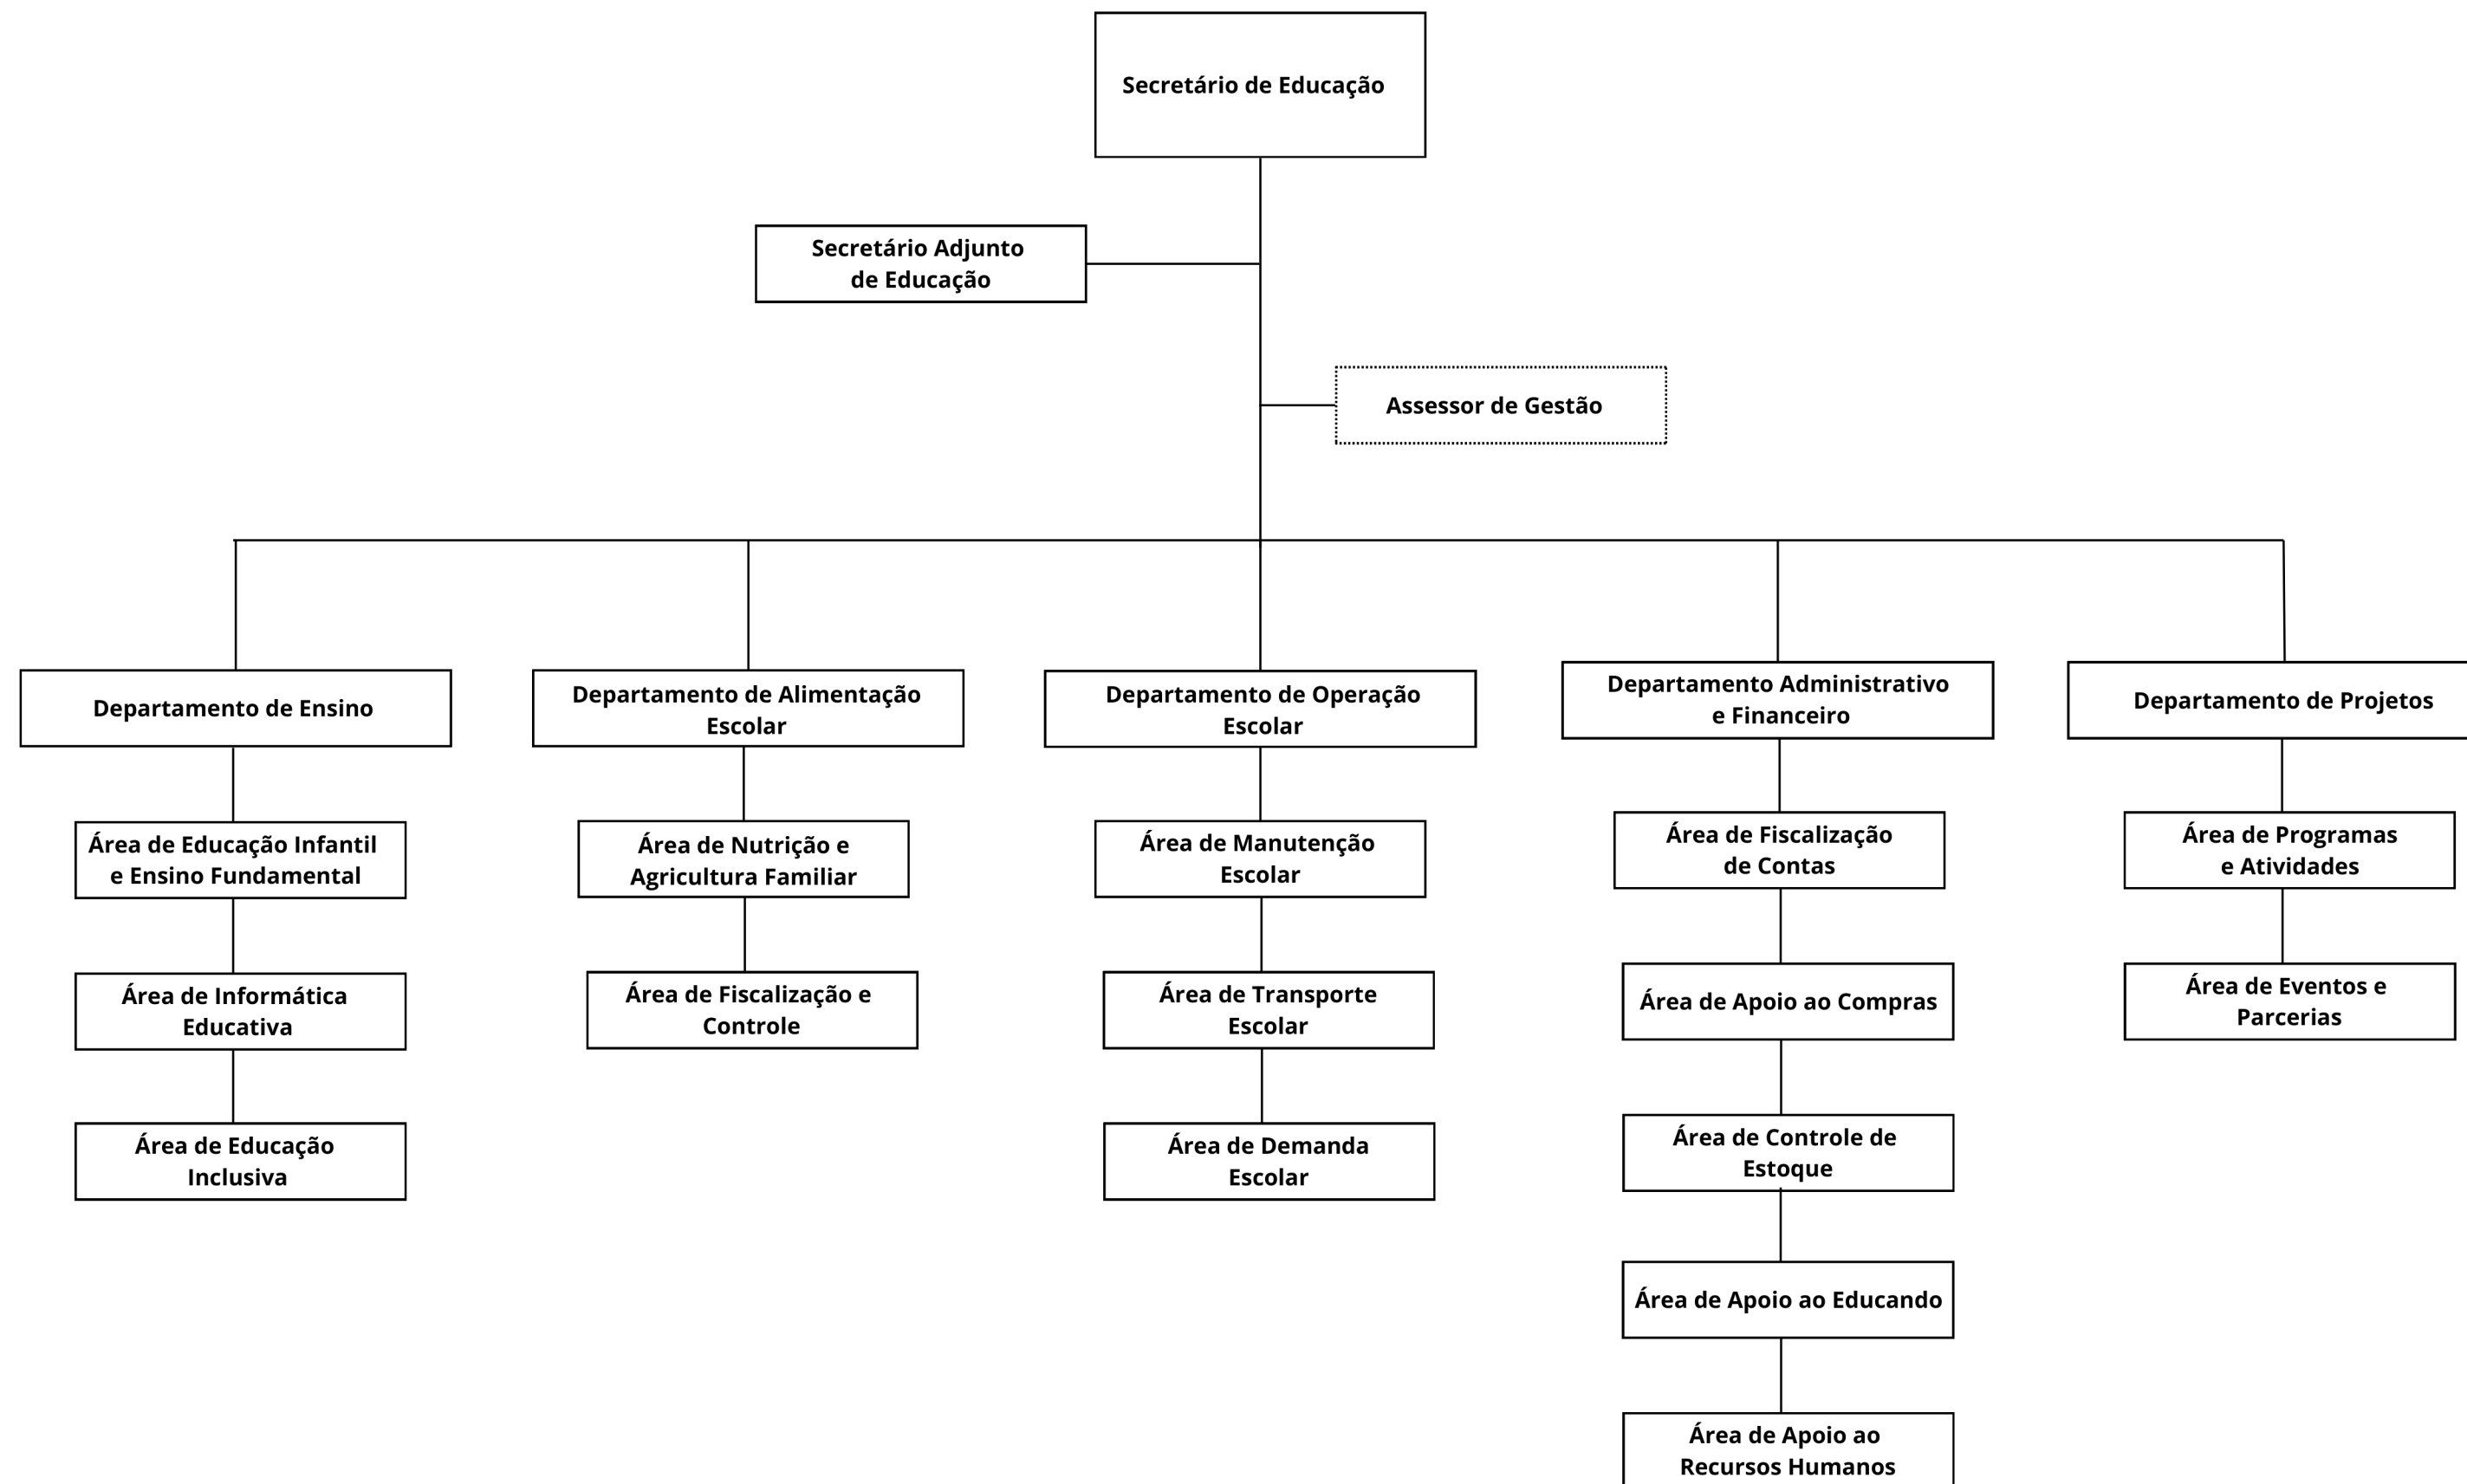 Secretário de Educação
Secretário Adjunto
de Educação
Assessor de Gestão
Departamento de Ensino
Departamento de Alimentação
Escolar
Departamento de Operação
Escolar
Departamento Administrativo
e Financeiro
Departamento de Projetos
Área de Educação Infantil
e Ensino Fundamental
Área de Nutrição e
Agricultura Familiar
Área de Manutenção
Escolar
Área de Fiscalização
de Contas
Área de Programas
e Atividades
Área de Informática
Educativa
Área de Fiscalização e
Controle
Área de Transporte
Escolar
Área de Apoio ao Compras
Área de Eventos e
Parcerias
Área de Educação
Inclusiva
Área de Demanda
Escolar
Área de Controle de
Estoque
Área de Apoio ao Educando
Área de Apoio ao
Recursos Humanos